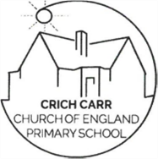 CRICH CARR
CHURCH OF ENGLAND
PRIMARY SCHOOL